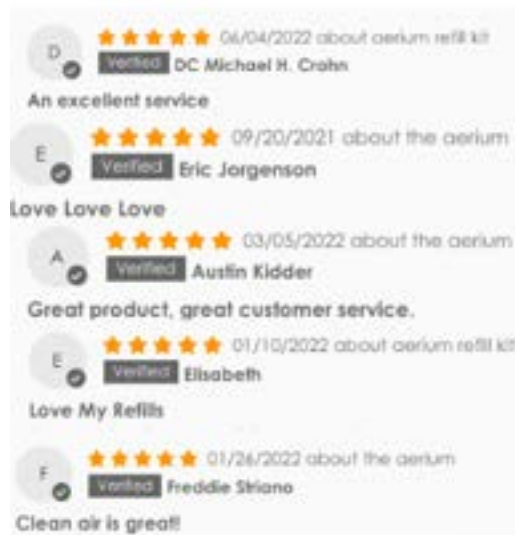 D
06/04/2022 about aerium refill kit
Verified DC Michael H. Crohn
An excellent service
E
09/20/2021 about the aerium
Verified Eric Jorgenson
Love Love Love
A
03/05/2022 about the aerium
Verified Austin Kidder
Great product, great customer service.
E
01/10/2022 about aerium refill kit
Verified Elisabeth
Love My Refills
F
01/26/2022 about the aerium
Verified Freddie Striano
Clean air is great!